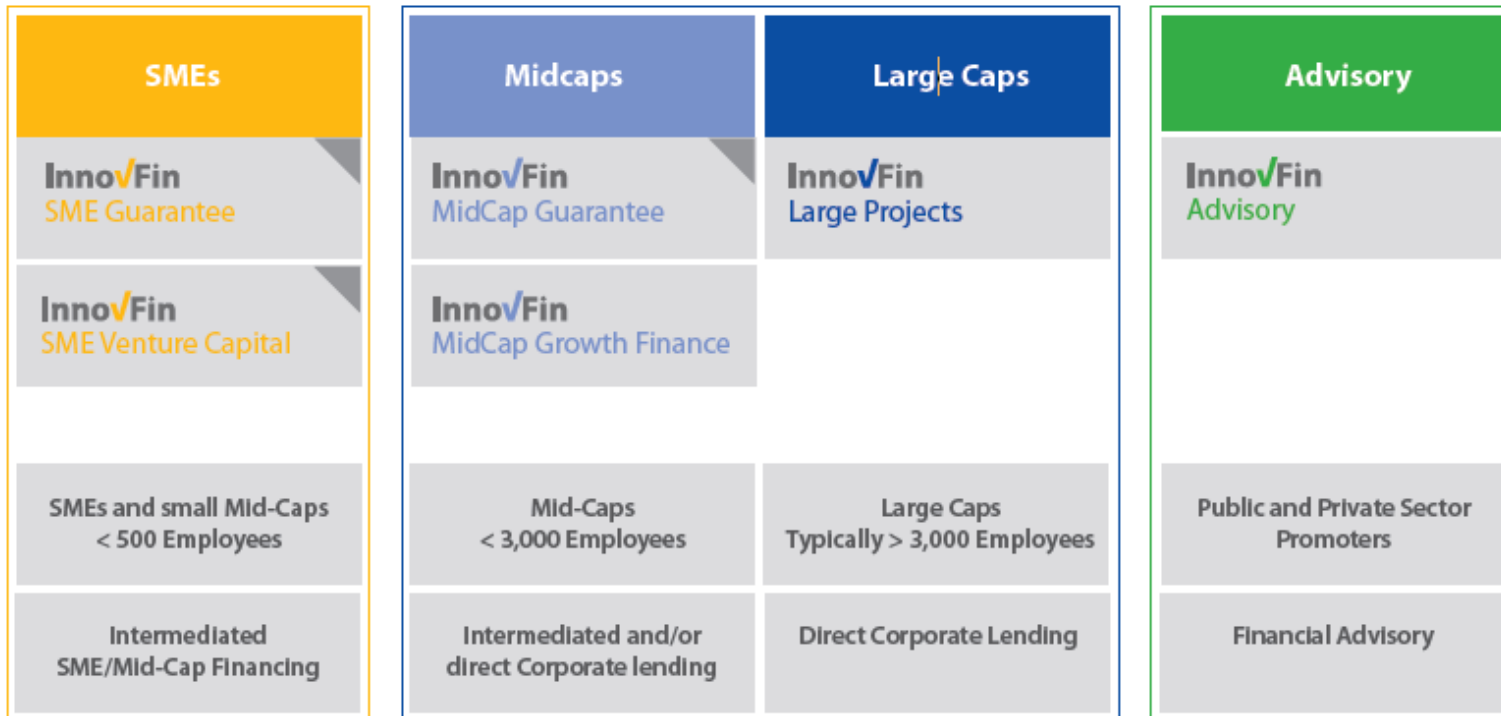 SMEs
InnovFin
SME Guarantee
InnovFin
SME Venture Capital
SMEs and small Mid-Caps
< 500 Employees
Intermediated
SME/Mid-Cap Financing
Midcaps
InnovFin
MidCap Guarantee
InnovFin
MidCap Growth Finance
Mid-Caps
< 3,000 Employees
Intermediated and/or
direct Corporate lending
Large Caps
InnovFin
Large Projects
Large Caps
Typically > 3,000 Employees
Direct Corporate Lending
Advisory
InnovFin
Advisory
Public and Private Sector
Promoters
Financial Advisory